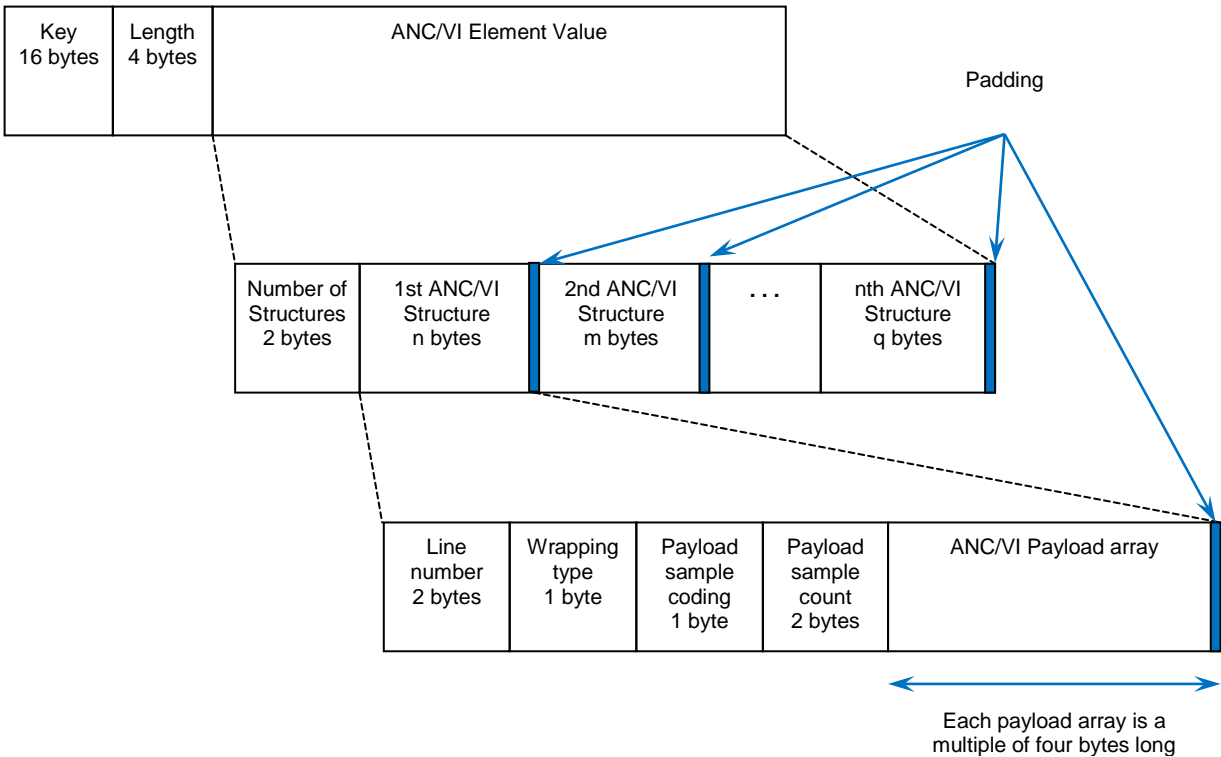 Key
16 bytes
Length
4 bytes
ANC/VI Element Value
Padding
Number of
Structures
2 bytes
1st ANC/VI
Structure
n bytes
2nd ANC/VI
Structure
m bytes
. . .
nth ANC/VI
Structure
q bytes
Line
number
2 bytes
Wrapping
type
1 byte
Payload
sample
coding
1 byte
Payload
sample
count
2 bytes
ANC/VI Payload array
Each payload array is a
multiple of four bytes long